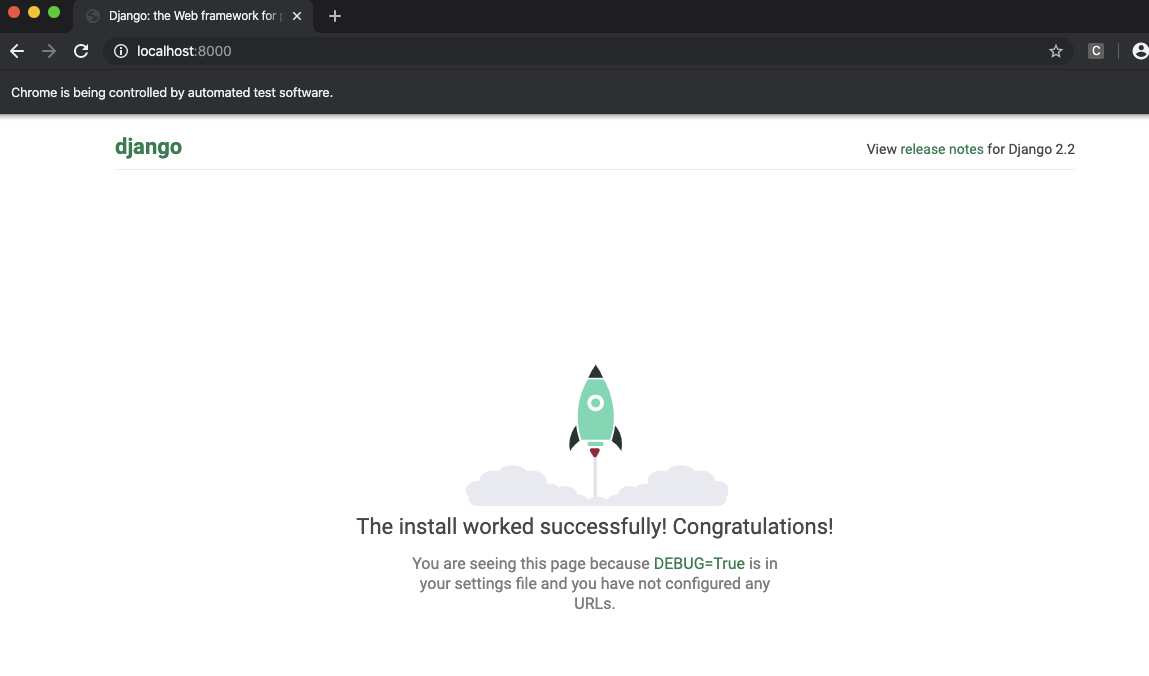 Django: the Web framework for
localhost:8000
C
Chrome is being controlled by automated test software.
django
View release notes for Django 2.2
The install worked successfully! Congratulations!
You are seeing this page because DEBUG=True is in
your settings file and you have not configured any
URLs.